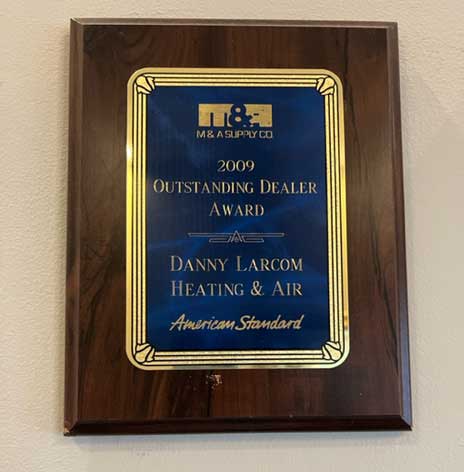 m&a
M & A SUPPLY CO.
2009
OUTSTANDING DEALER
AWARD
DANNY LARCOM
HEATING & AIR
American Standard